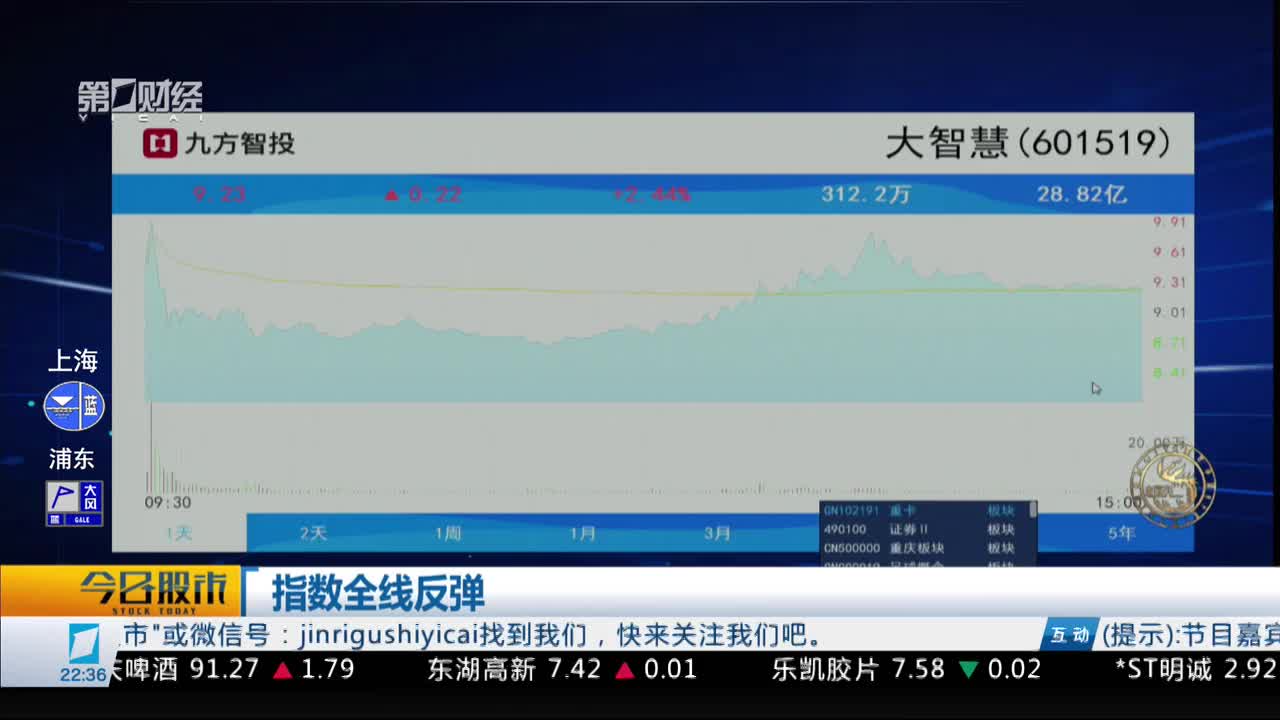 第一财经
YICAI
九方智投
大智慧(601519)
9.23 ▲ 0.22 +2.44% 312.2万 28.82亿
9.91
9.61
9.31
9.01
8.71
8.41
上海
蓝
浦东
大风
GALE
09:30
15:00
1天 2天 1周 1月 3月 5年
GN102191 重卡 板块
490100 证券II 板块
CN500000 重庆板块 板块
今日股市
STOCK TODAY
指数全线反弹
市"或微信号：jinrigushiyicai找到我们，快来关注我们吧。
互动 (提示):节目嘉宾
22:36
啤酒 91.27 ▲ 1.79 东湖高新 7.42 ▲ 0.01 乐凯胶片 7.58 ▼ 0.02 *ST明诚 2.92